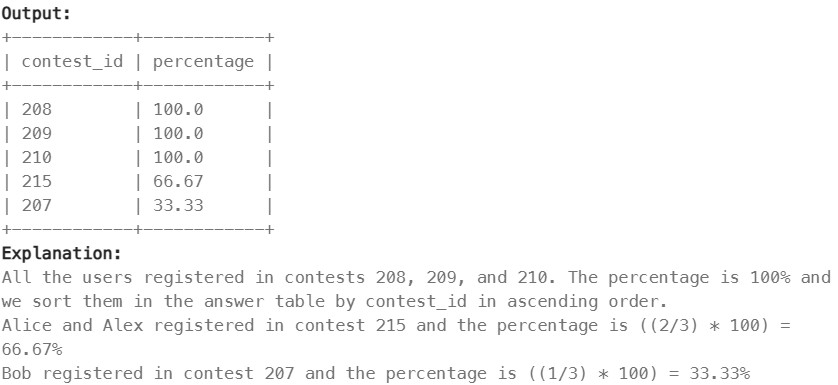 Output:
+------------+------------+
| contest_id | percentage |
+------------+------------+
| 208        | 100.0      |
| 209        | 100.0      |
| 210        | 100.0      |
| 215        | 66.67      |
| 207        | 33.33      |
+------------+------------+
Explanation:
All the users registered in contests 208, 209, and 210. The percentage is 100% and
we sort them in the answer table by contest_id in ascending order.
Alice and Alex registered in contest 215 and the percentage is ((2/3) * 100) =
66.67%
Bob registered in contest 207 and the percentage is ((1/3) * 100) = 33.33%